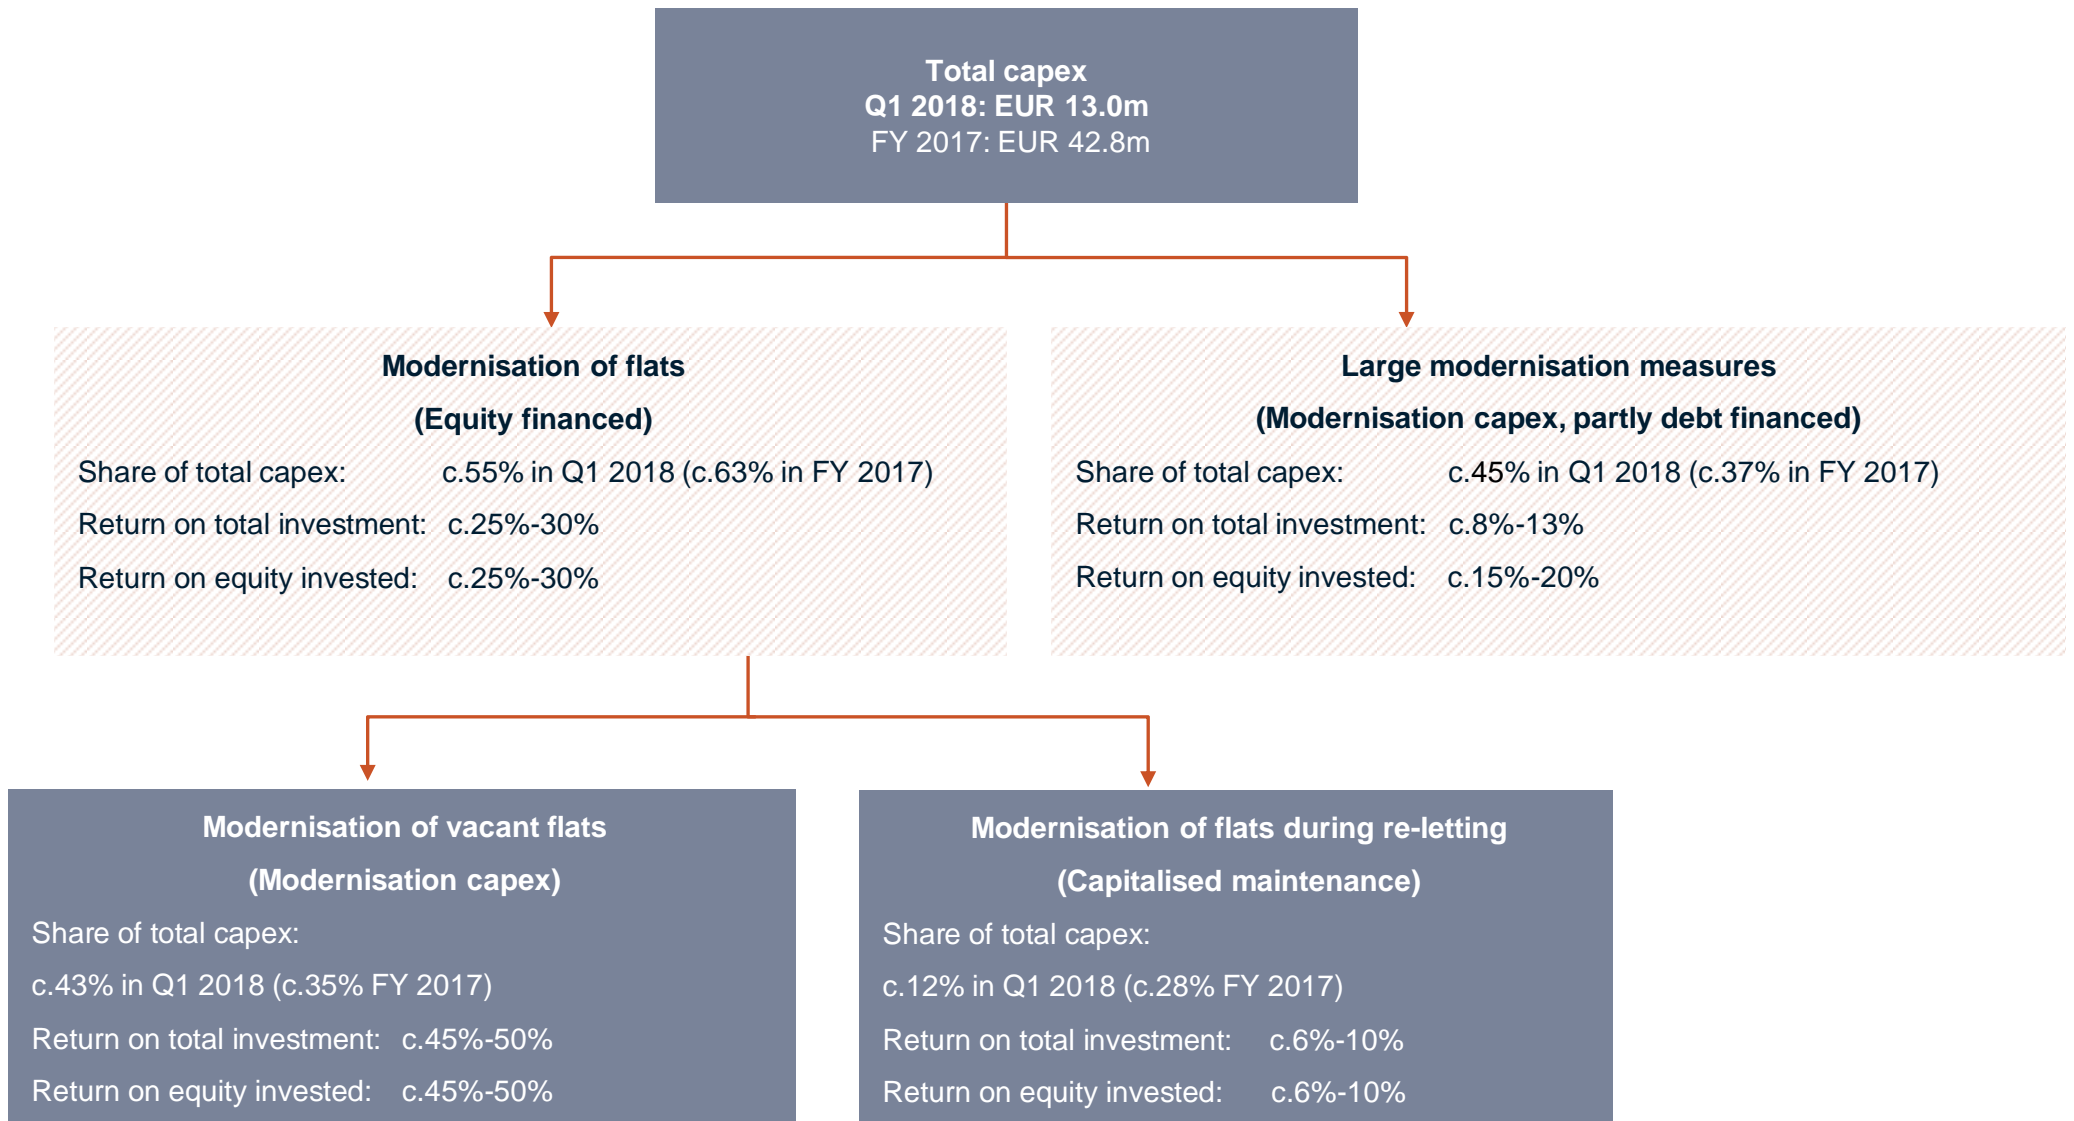 Total capex
Q1 2018: EUR 13.0m
FY 2017: EUR 42.8m
Modernisation of flats
(Equity financed)
Share of total capex: c.55% in Q1 2018 (c.63% in FY 2017)
Return on total investment: c.25%-30%
Return on equity invested: c.25%-30%
Large modernisation measures
(Modernisation capex, partly debt financed)
Share of total capex: c.45% in Q1 2018 (c.37% in FY 2017)
Return on total investment: c.8%-13%
Return on equity invested: c.15%-20%
Modernisation of vacant flats
(Modernisation capex)
Share of total capex:
c.43% in Q1 2018 (c.35% FY 2017)
Return on total investment: c.45%-50%
Return on equity invested: c.45%-50%
Modernisation of flats during re-letting
(Capitalised maintenance)
Share of total capex:
c.12% in Q1 2018 (c.28% FY 2017)
Return on total investment: c.6%-10%
Return on equity invested: c.6%-10%